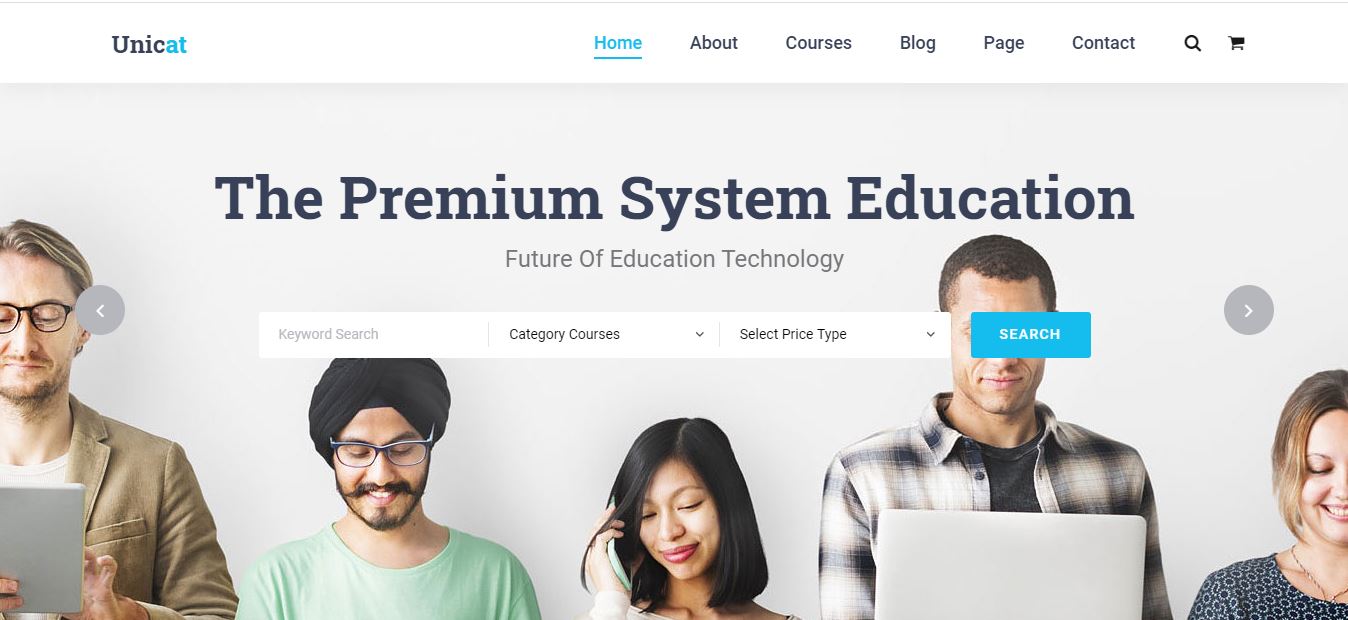 Unicat
Home About Courses Blog Page Contact
The Premium System Education
Future Of Education Technology
Keyword Search Category Courses Select Price Type SEARCH